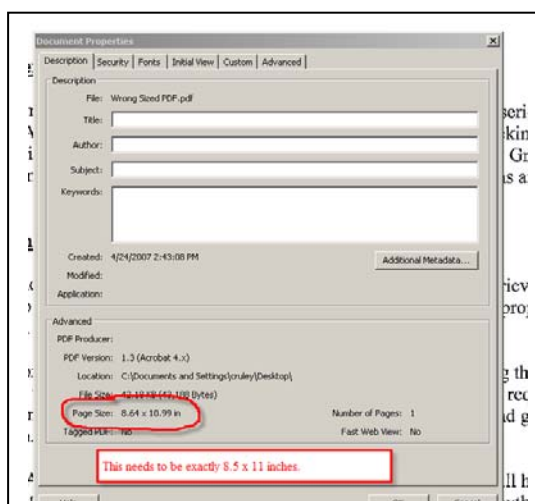 Document Properties
Description Security Fonts Initial View Custom Advanced
Description
File: Wrong Sized PDF.pdf
Title:
Author:
Subject:
Keywords:
Created: 4/24/2007 2:43:08 PM
Additional Metadata...
Modified:
Application:
Advanced
PDF Producer:
PDF Version: 1.3 (Acrobat 4.x)
Location: C:\Documents and Settings\cruley\Desktop\
File Size:
Page Size: 8.64 x 10.99 in
Number of Pages: 1
Tagged PDF: No
Fast Web View: No
This needs to be exactly 8.5 x 11 inches.